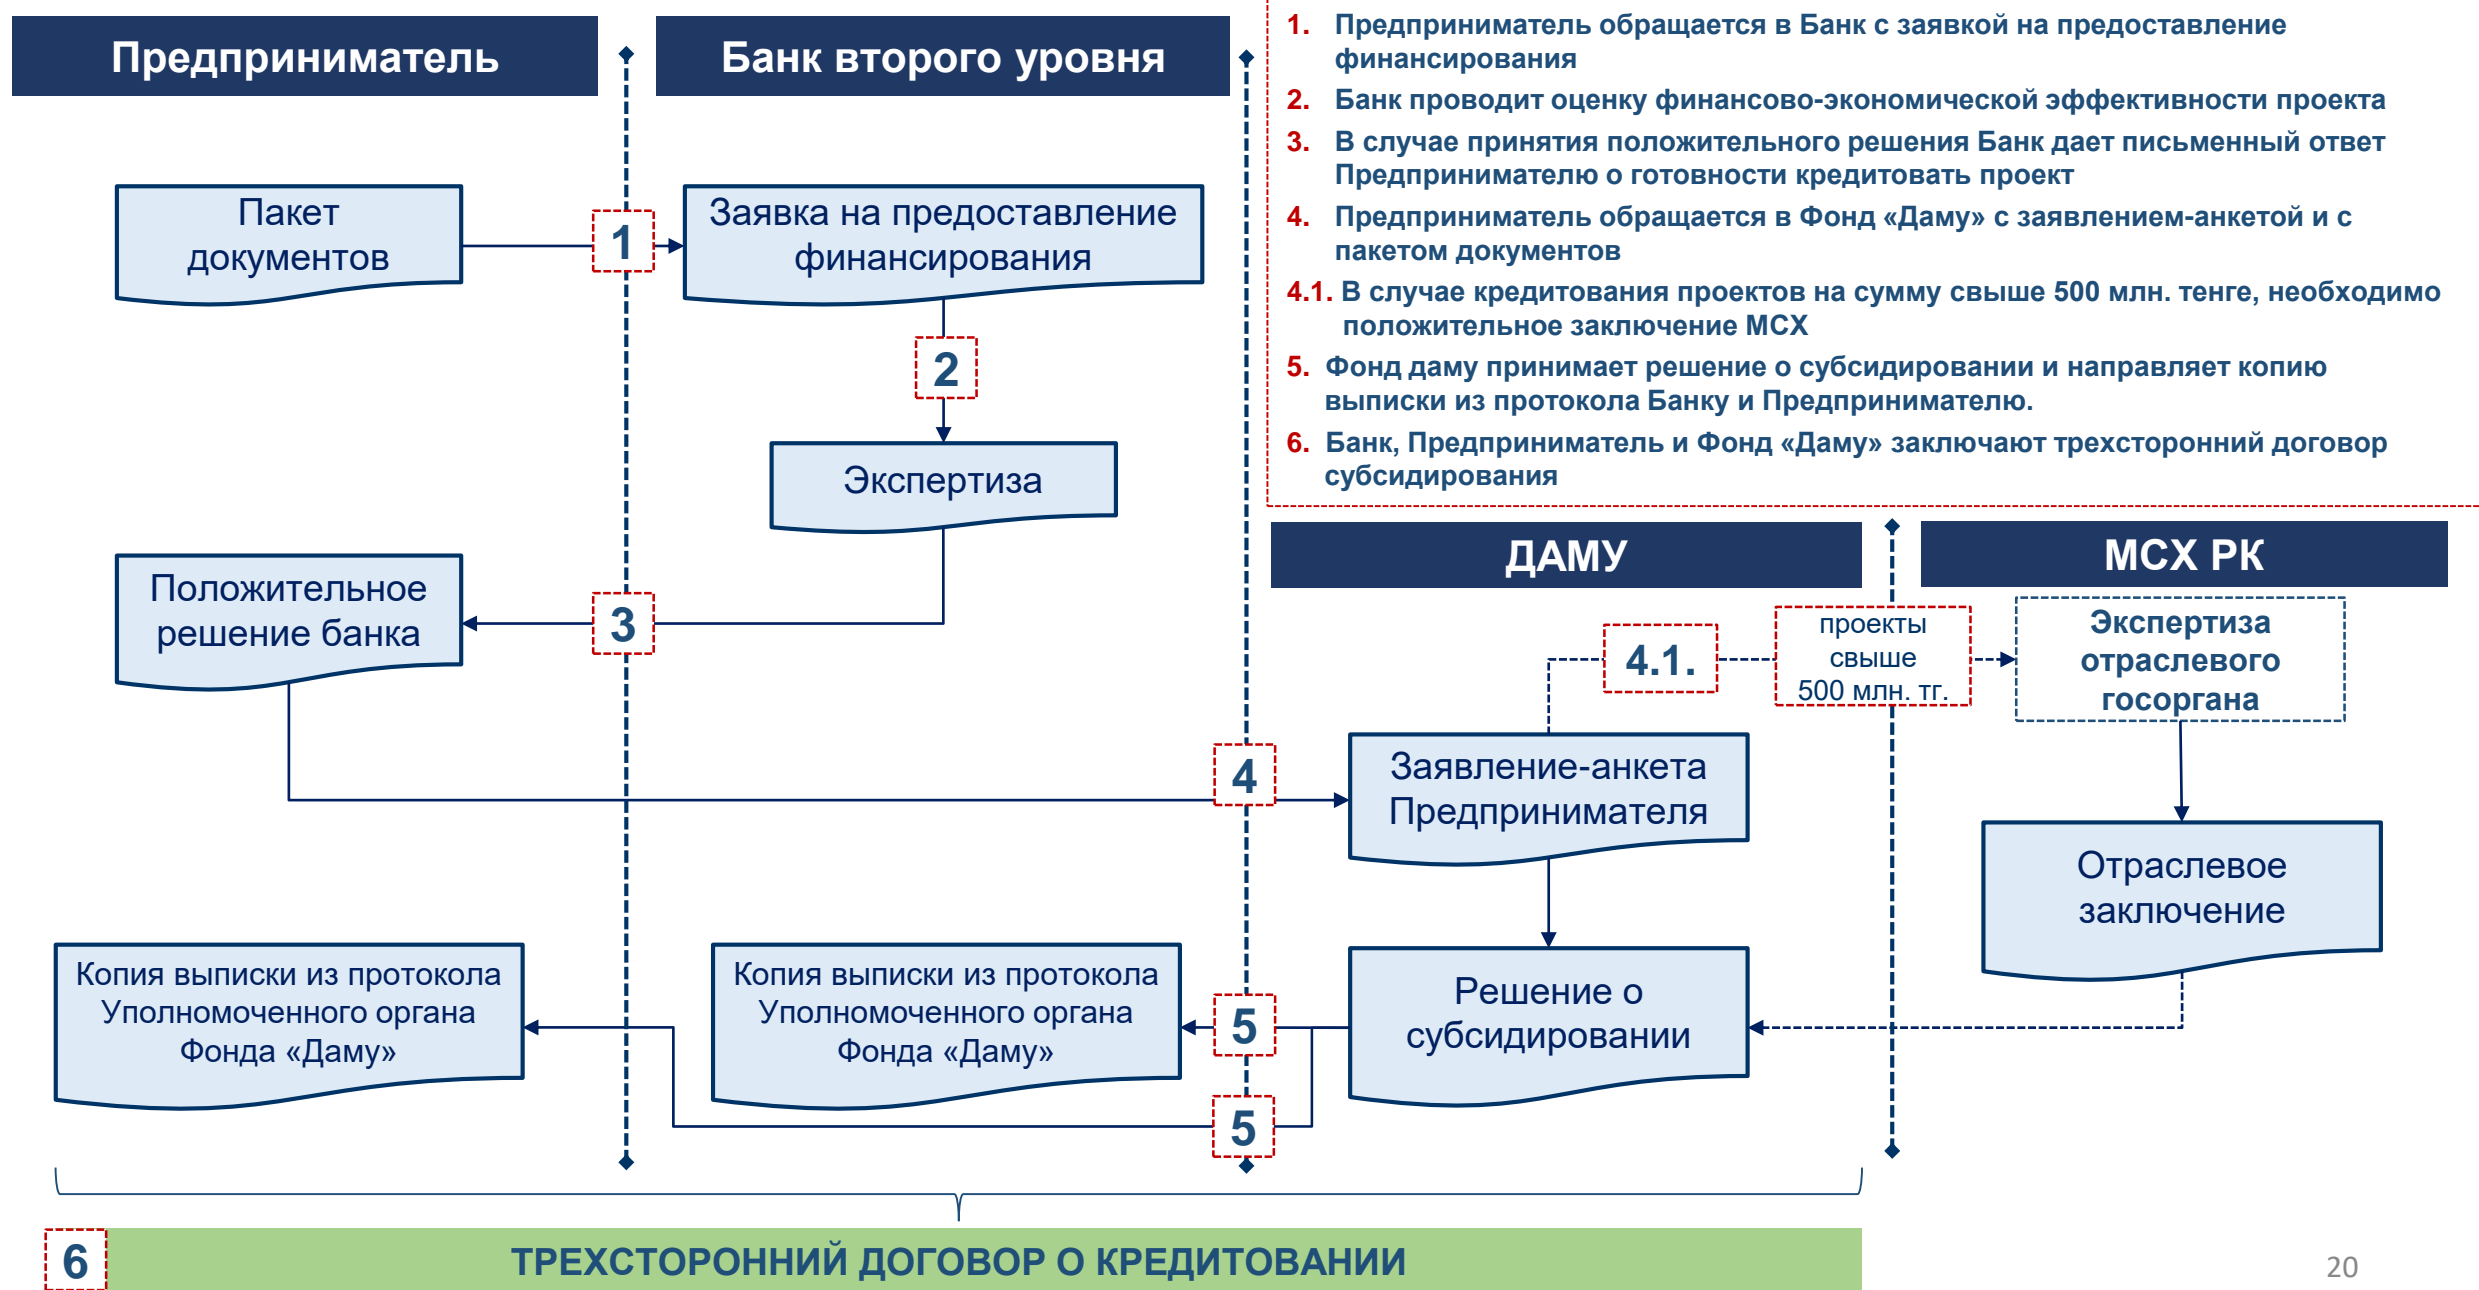 Предприниматель
Банк второго уровня
1. Предприниматель обращается в Банк с заявкой на предоставление
финансирования
2. Банк проводит оценку финансово-экономической эффективности проекта
3. В случае принятия положительного решения Банк дает письменный ответ
Предпринимателю о готовности кредитовать проект
4. Предприниматель обращается в Фонд «Даму» с заявлением-анкетой и с
пакетом документов
4.1. В случае кредитования проектов на сумму свыше 500 млн. тенге, необходимо
положительное заключение МСХ
5. Фонд даму принимает решение о субсидировании и направляет копию
выписки из протокола Банку и Предпринимателю.
6. Банк, Предприниматель и Фонд «Даму» заключают трехсторонний договор
субсидирования
Пакет
документов
1
Заявка на предоставление
финансирования
2
Экспертиза
Положительное
решение банка
3
ДАМУ
МСХ РК
4.1.
проекты
свыше
500 млн. тг.
Экспертиза
отраслевого
госоргана
4
Заявление-анкета
Предпринимателя
Отраслевое
заключение
Копия выписки из протокола
Уполномоченного органа
Фонда «Даму»
Копия выписки из протокола
Уполномоченного органа
Фонда «Даму»
5
Решение о
субсидировании
5
6
ТРЕХСТОРОННИЙ ДОГОВОР О КРЕДИТОВАНИИ
20